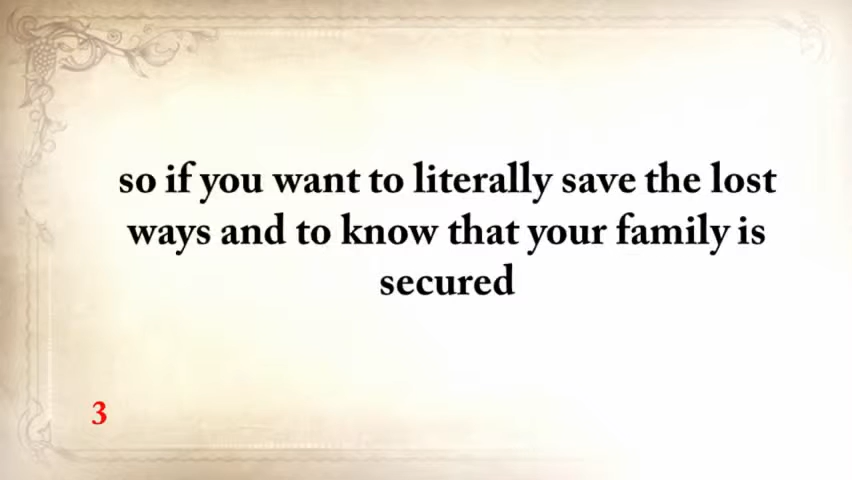 so if you want to literally save the lost
ways and to know that your family is
secured
3